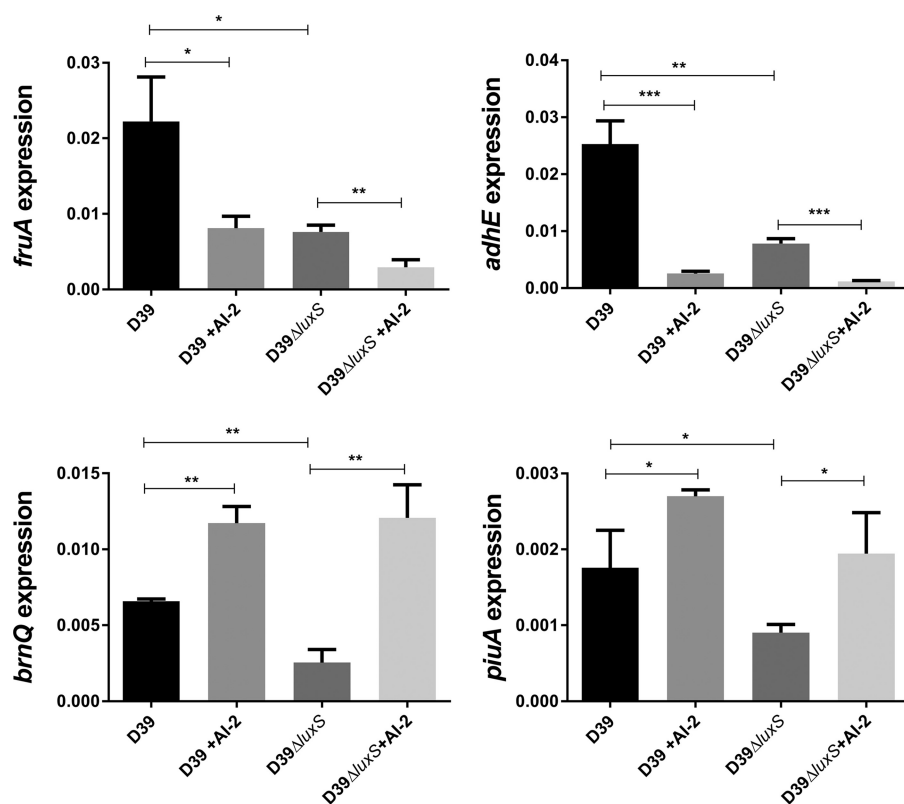 *
*
**
0.03
0.02
0.01
0.00
fruA expression
D39
D39 +AI-2
D39ΔluxS
D39ΔluxS +AI-2
**
***
***
0.04
0.03
0.02
0.01
0.00
adhE expression
D39
D39 +AI-2
D39ΔluxS
D39ΔluxS+AI-2
**
**
**
0.015
0.010
0.005
0.000
brnQ expression
D39
D39 +AI-2
D39ΔluxS
D39ΔluxS+AI-2
*
*
*
0.003
0.002
0.001
0.000
piuA expression
D39
D39 +AI-2
D39ΔluxS
D39ΔluxS+AI-2